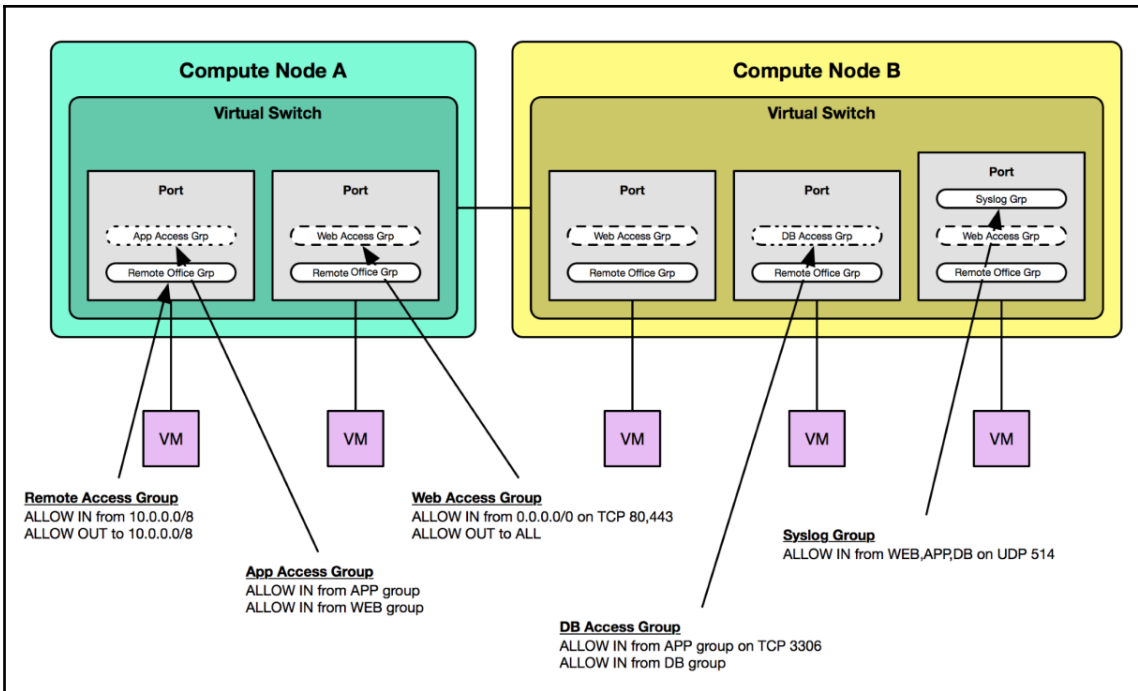 Compute Node A
Compute Node B
Virtual Switch
Virtual Switch
Port
Port
Port
Port
Port
Syslog Grp
App Access Grp
Web Access Grp
Web Access Grp
DB Access Grp
Web Access Grp
Remote Office Grp
Remote Office Grp
Remote Office Grp
Remote Office Grp
Remote Office Grp
VM
VM
VM
VM
VM
Remote Access Group
ALLOW IN from 10.0.0.0/8
ALLOW OUT to 10.0.0.0/8
Web Access Group
ALLOW IN from 0.0.0.0/0 on TCP 80,443
ALLOW OUT to ALL
Syslog Group
ALLOW IN from WEB,APP,DB on UDP 514
App Access Group
ALLOW IN from APP group
ALLOW IN from WEB group
DB Access Group
ALLOW IN from APP group on TCP 3306
ALLOW IN from DB group